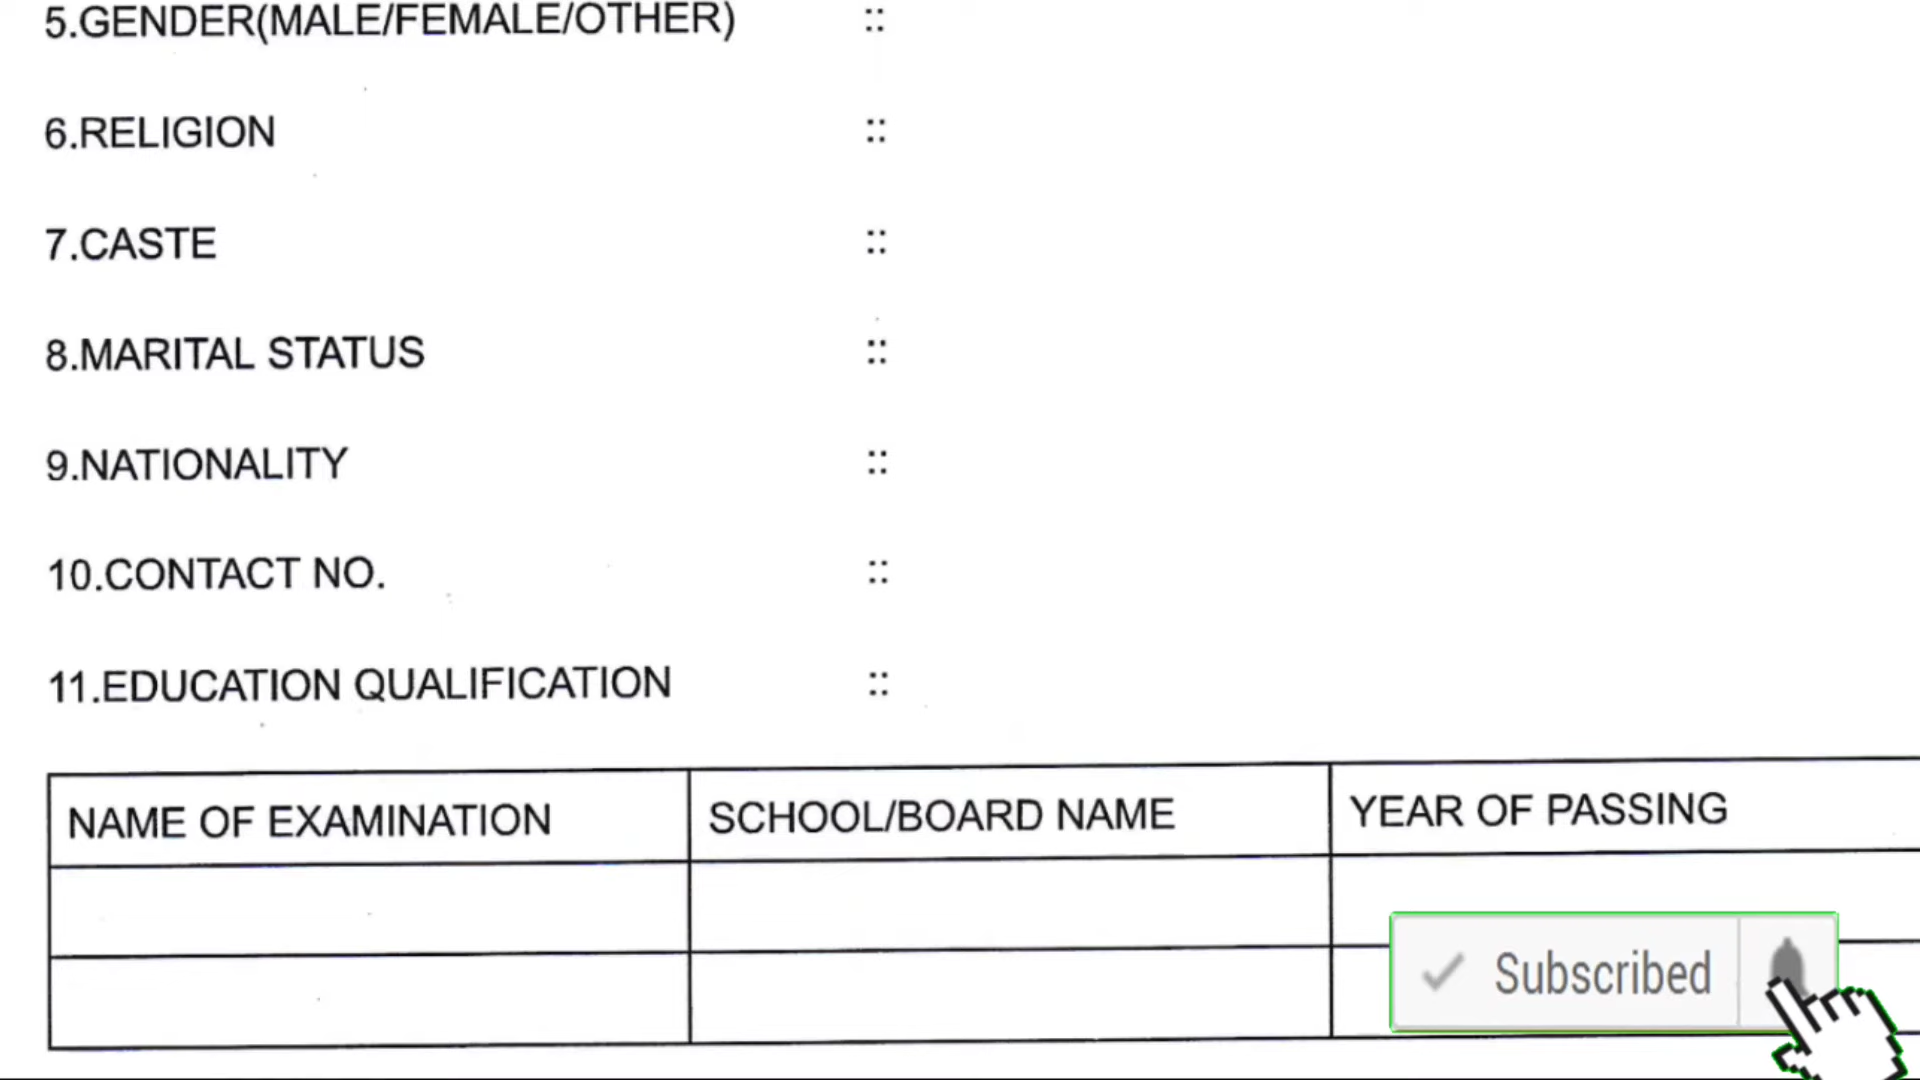 5.GENDER(MALE/FEMALE/OTHER) ::
6.RELIGION ::
7.CASTE ::
8.MARITAL STATUS ::
9.NATIONALITY ::
10.CONTACT NO. ::
11.EDUCATION QUALIFICATION ::
NAME OF EXAMINATION SCHOOL/BOARD NAME YEAR OF PASSING
Subscribed